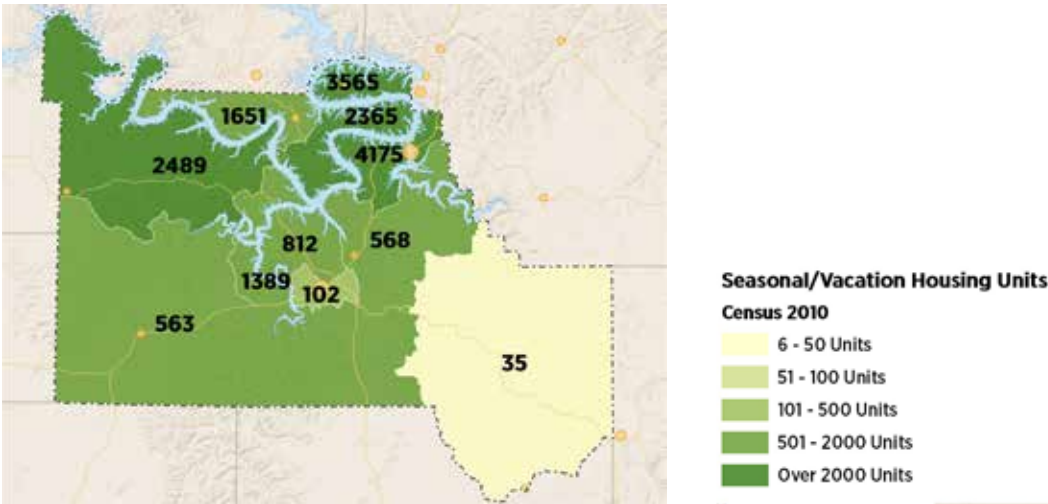 3565
1651
2365
4175
2489
812
568
1389
102
563
35
Seasonal/Vacation Housing Units
Census 2010
6 - 50 Units
51 - 100 Units
101 - 500 Units
501 - 2000 Units
Over 2000 Units